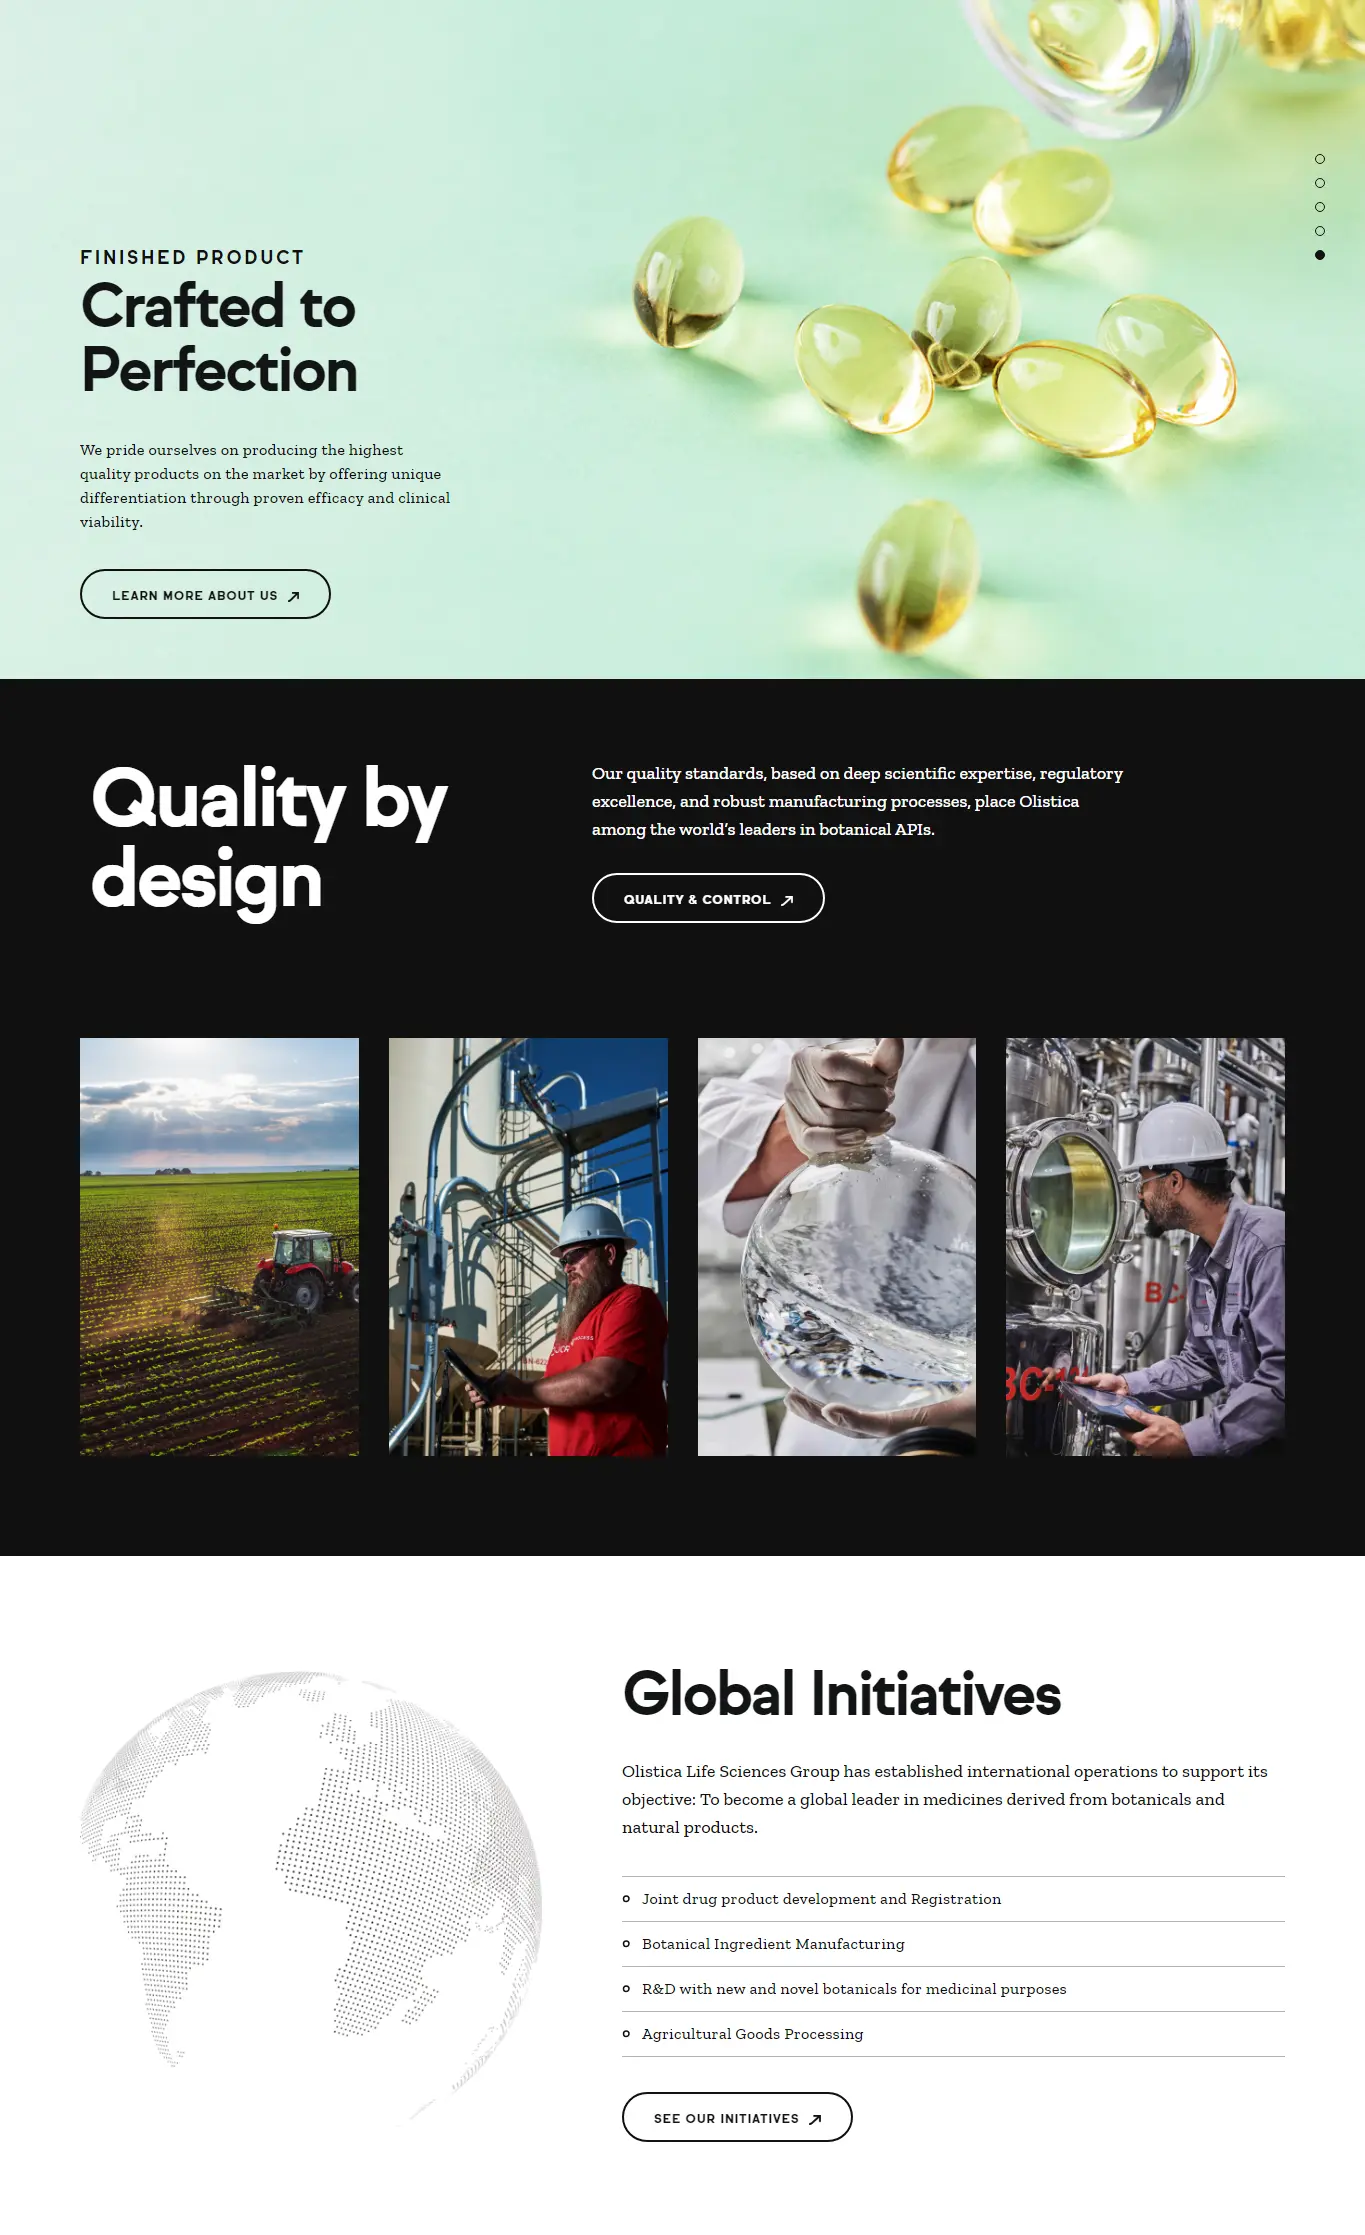 FINISHED PRODUCT
Crafted to
Perfection
We pride ourselves on producing the highest
quality products on the market by offering unique
differentiation through proven efficacy and clinical
viability.
LEARN MORE ABOUT US
Quality by
design
Our quality standards, based on deep scientific expertise, regulatory
excellence, and robust manufacturing processes, place Olistica
among the world’s leaders in botanical APIs.
QUALITY & CONTROL
Global Initiatives
Olistica Life Sciences Group has established international operations to support its
objective: To become a global leader in medicines derived from botanicals and
natural products.
Joint drug product development and Registration
Botanical Ingredient Manufacturing
R&D with new and novel botanicals for medicinal purposes
Agricultural Goods Processing
SEE OUR INITIATIVES